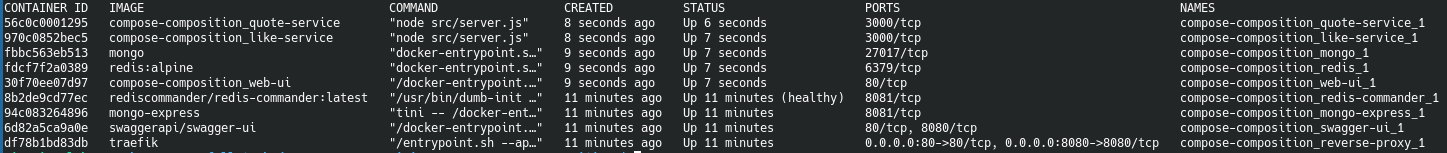 CONTAINER ID IMAGE COMMAND CREATED STATUS PORTS NAMES
56c0c0001295 compose-composition_quote-service "node src/server.js" 8 seconds ago Up 6 seconds 3000/tcp compose-composition_quote-service_1
970c0852bec5 compose-composition_like-service "node src/server.js" 8 seconds ago Up 7 seconds 3000/tcp compose-composition_like-service_1
fbbc563eb513 mongo "docker-entrypoint.s…" 9 seconds ago Up 7 seconds 27017/tcp compose-composition_mongo_1
fdcf7f2a0389 redis:alpine "docker-entrypoint.s…" 9 seconds ago Up 7 seconds 6379/tcp compose-composition_redis_1
30f70ee07d97 compose-composition_web-ui "/docker-entrypoint.…" 9 seconds ago Up 7 seconds 80/tcp compose-composition_web-ui_1
8b2de9cd77ec rediscommander/redis-commander:latest "/usr/bin/dumb-init …" 11 minutes ago Up 11 minutes (healthy) 8081/tcp compose-composition_redis-commander_1
94c083264896 mongo-express "tini -- /docker-ent…" 11 minutes ago Up 11 minutes 8081/tcp compose-composition_mongo-express_1
6d82a5ca9a0e swaggerapi/swagger-ui "/docker-entrypoint.…" 11 minutes ago Up 11 minutes 80/tcp, 8080/tcp compose-composition_swagger-ui_1
df78b1bd83db traefik "/entrypoint.sh --ap…" 11 minutes ago Up 11 minutes 0.0.0.0:80->80/tcp, 0.0.0.0:8080->8080/tcp compose-composition_reverse-proxy_1